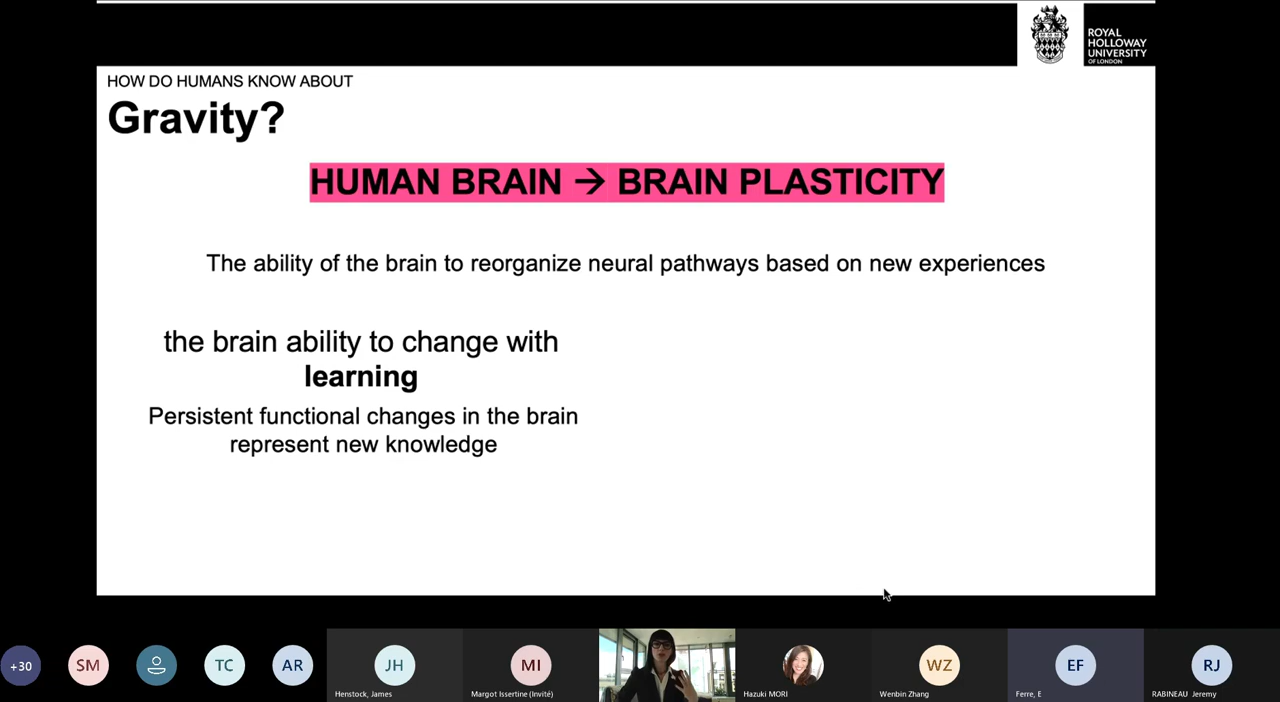 ROYAL
HOLLOWAY
UNIVERSITY
OF LONDON
HOW DO HUMANS KNOW ABOUT
Gravity?
HUMAN BRAIN → BRAIN PLASTICITY
The ability of the brain to reorganize neural pathways based on new experiences
the brain ability to change with
learning
Persistent functional changes in the brain
represent new knowledge
+30
SM
TC
AR
JH
Henstock, James
MI
Margot Issertine (Invité)
Hazuki MORI
WZ
Wenbin Zhang
EF
Ferre, E
RJ
RABINEAU Jeremy